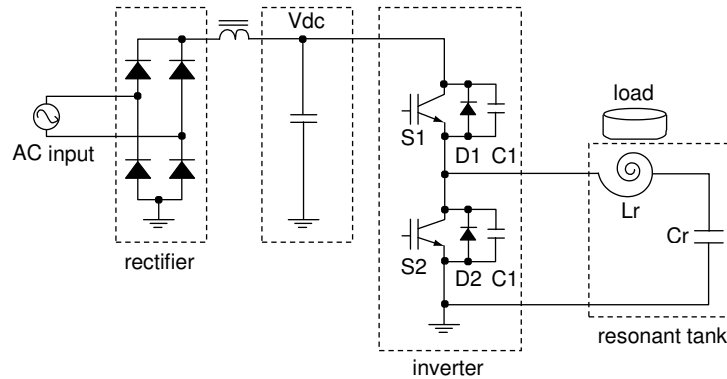 Vdc
load
S1
D1 C1
AC input
Lr
Cr
S2
D2 C1
rectifier
resonant tank
inverter